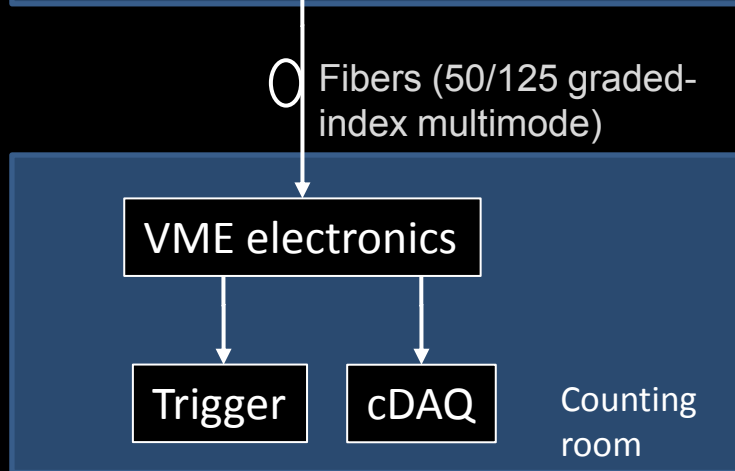 Fibers (50/125 graded-
index multimode)
VME electronics
Trigger
cDAQ
Counting
room